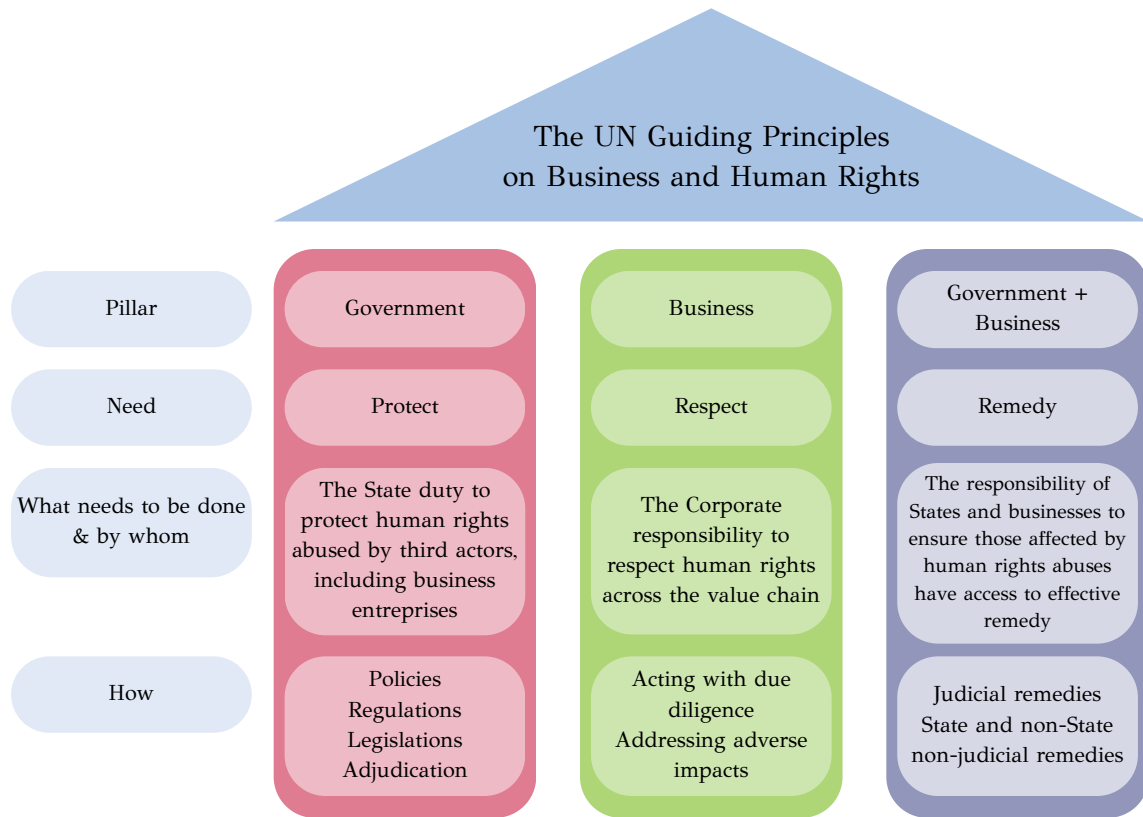 The UN Guiding Principles
on Business and Human Rights
Pillar
Government
Business
Government +
Business
Need
Protect
Respect
Remedy
What needs to be done
& by whom
The State duty to
protect human rights
abused by third actors,
including business
entreprises
The Corporate
responsibility to
respect human rights
across the value chain
The responsibility of
States and businesses to
ensure those affected by
human rights abuses
have access to effective
remedy
How
Policies
Regulations
Legislations
Adjudication
Acting with due
diligence
Addressing adverse
impacts
Judicial remedies
State and non-State
non-judicial remedies